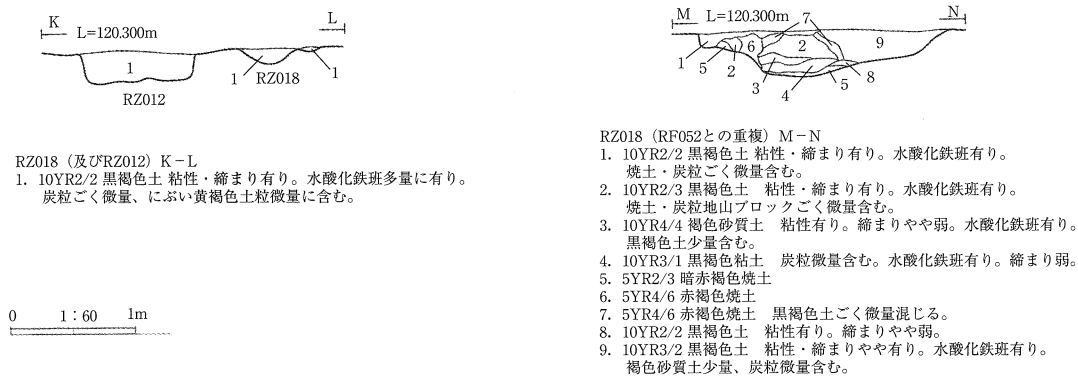 K
L
L=120.300m
1
1
RZ018
1
RZ012
RZ018（及びRZ012）K－L
1．10YR2/2 黒褐色土 粘性・締まり有り。水酸化鉄斑多量に有り。
炭粒ごく微量、にぶい黄褐色土粒微量に含む。
0 1：60 1m
M
L=120.300m
7
N
6
2
9
1
5
2
3
4
5
8
RZ018（RF052との重複）M－N
1．10YR2/2 黒褐色土 粘性・締まり有り。水酸化鉄班有り。
焼土・炭粒ごく微量含む。
2．10YR2/3 黒褐色土　粘性・締まり有り。水酸化鉄班有り。
焼土・炭粒地山ブロックごく微量含む。
3．10YR4/4 褐色砂質土　粘性有り。締まりやや弱。水酸化鉄班有り。
黒褐色土少量含む。
4．10YR3/1 黒褐色粘土　炭粒微量含む。水酸化鉄班有り。締まり弱。
5．5YR2/3 暗赤褐色焼土
6．5YR4/6 赤褐色焼土
7．5YR4/6 赤褐色焼土　黒褐色土ごく微量混じる。
8．10YR2/2 黒褐色土　粘性有り。締まりやや弱。
9．10YR3/2 黒褐色土　粘性・締まりやや有り。水酸化鉄班有り。
褐色砂質土少量、炭粒微量含む。